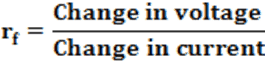 r_f = Change in voltage / Change in current